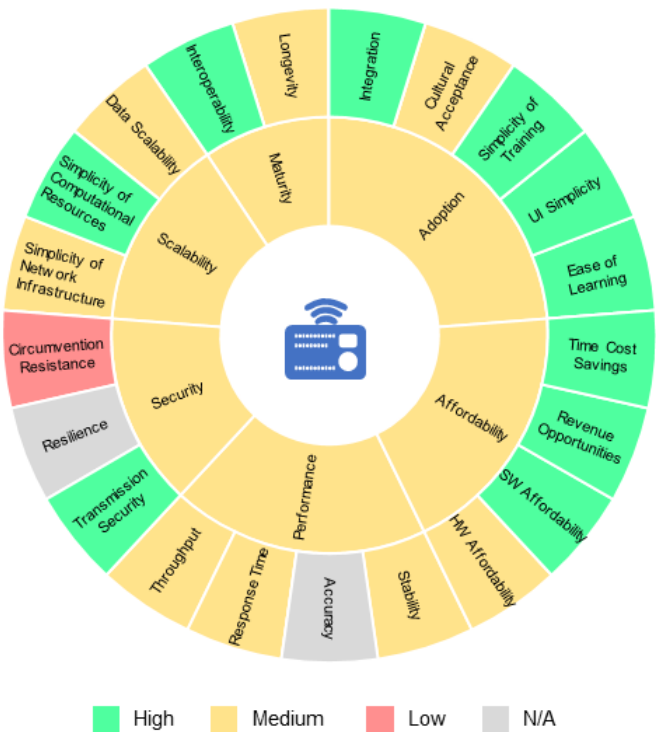 Longevity
Integration
Cultural
Acceptance
Simplicity of
Training
UI Simplicity
Ease of
Learning
Time Cost
Savings
Revenue
Opportunities
SW Affordability
HW Affordability
Stability
Accuracy
Response Time
Throughput
Transmission
Security
Resilience
Circumvention
Resistance
Simplicity of
Network
Infrastructure
Simplicity of
Computational
Resources
Data Scalability
Interoperability
Maturity
Adoption
Affordability
Performance
Security
Scalability
High
Medium
Low
N/A